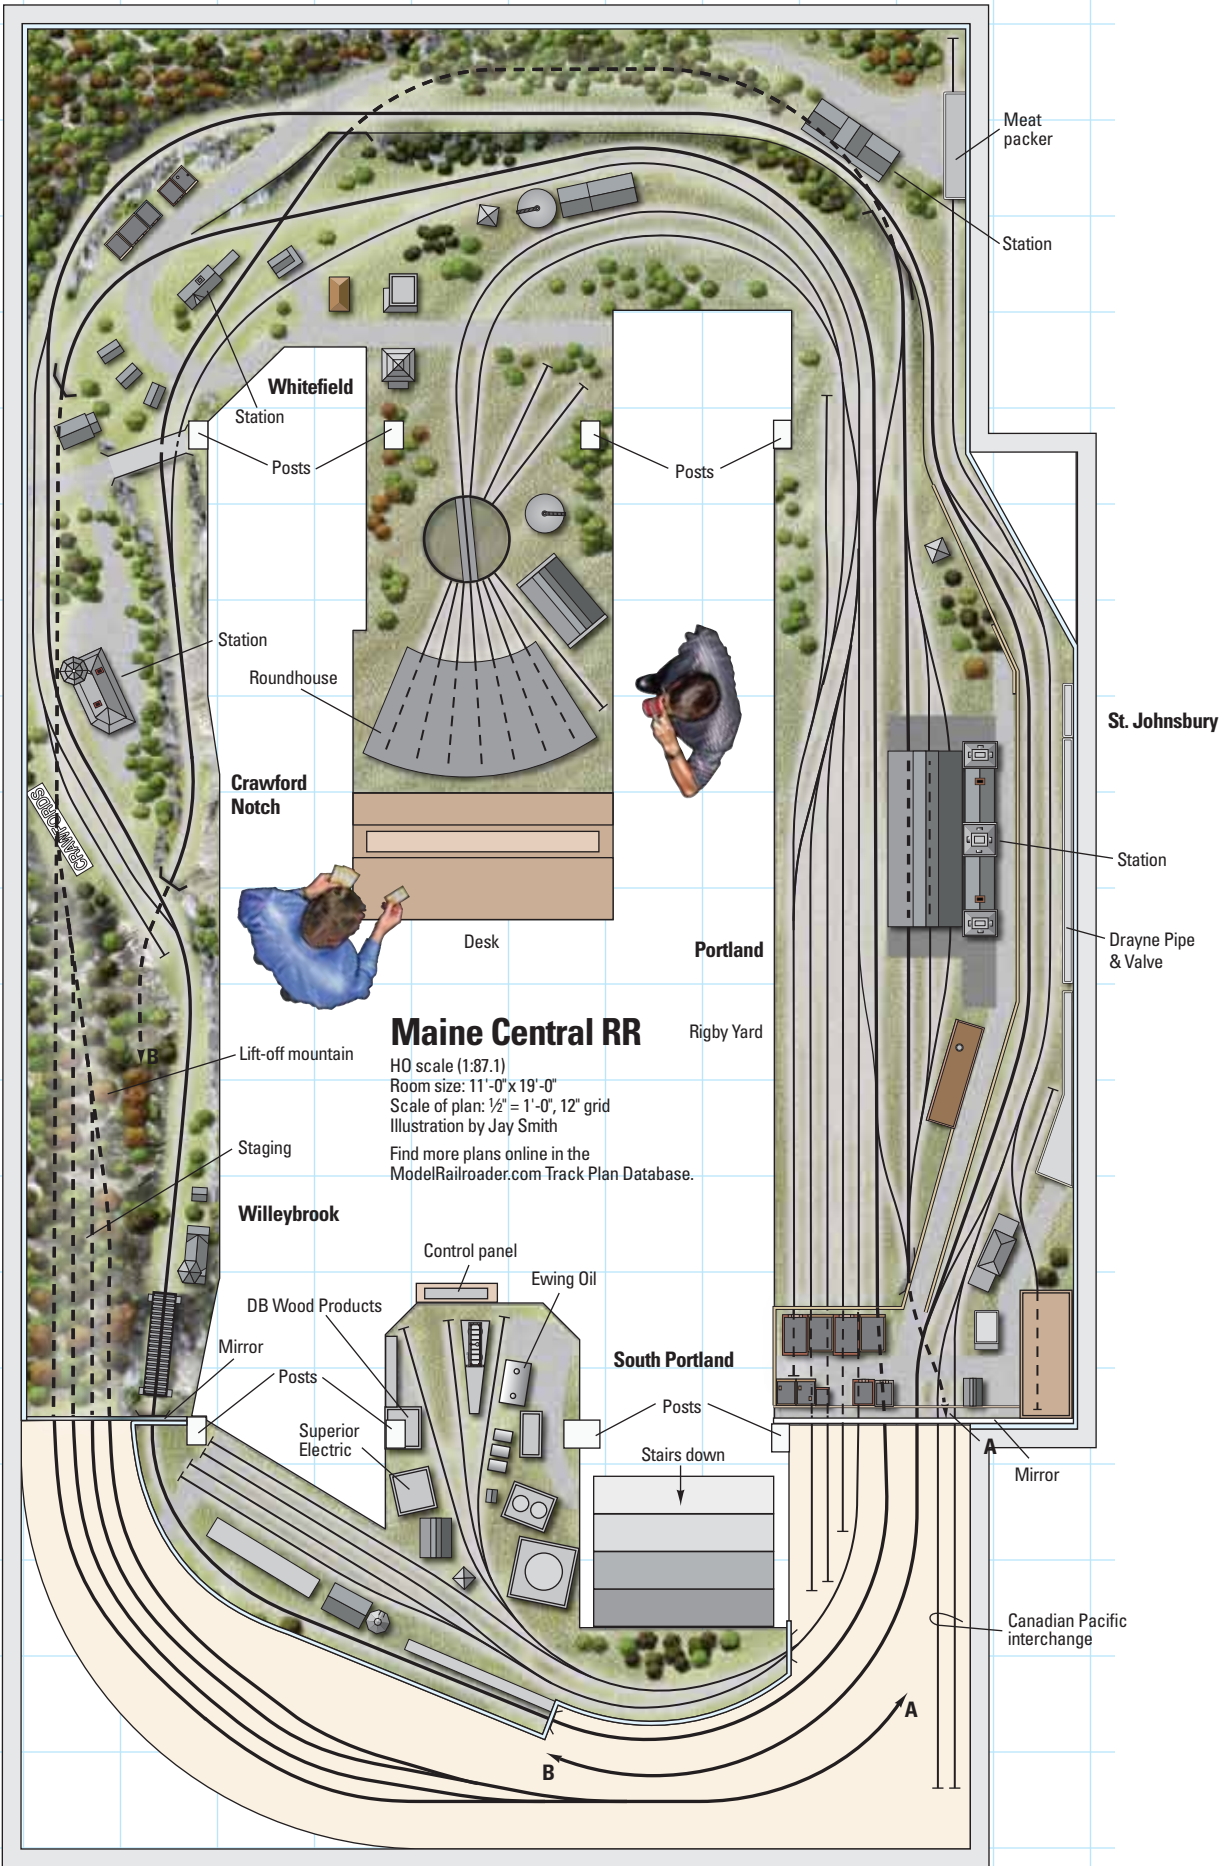 Meat
packer
Station
Whitefield
Station
Posts
Posts
Station
Roundhouse
St. Johnsbury
Crawford
Notch
CRAWFORDS
Station
Desk
Portland
Drayne Pipe
& Valve
Maine Central RR
Rigby Yard
HO scale (1:87.1)
Room size: 11'-0" x 19'-0"
Scale of plan: ½" = 1'-0", 12" grid
Illustration by Jay Smith
Find more plans online in the
ModelRailroader.com Track Plan Database.
B
Lift-off mountain
Staging
Willeybrook
Control panel
Ewing Oil
DB Wood Products
Mirror
Posts
South Portland
Posts
Superior
Electric
Stairs down
A
Mirror
Canadian Pacific
interchange
A
B